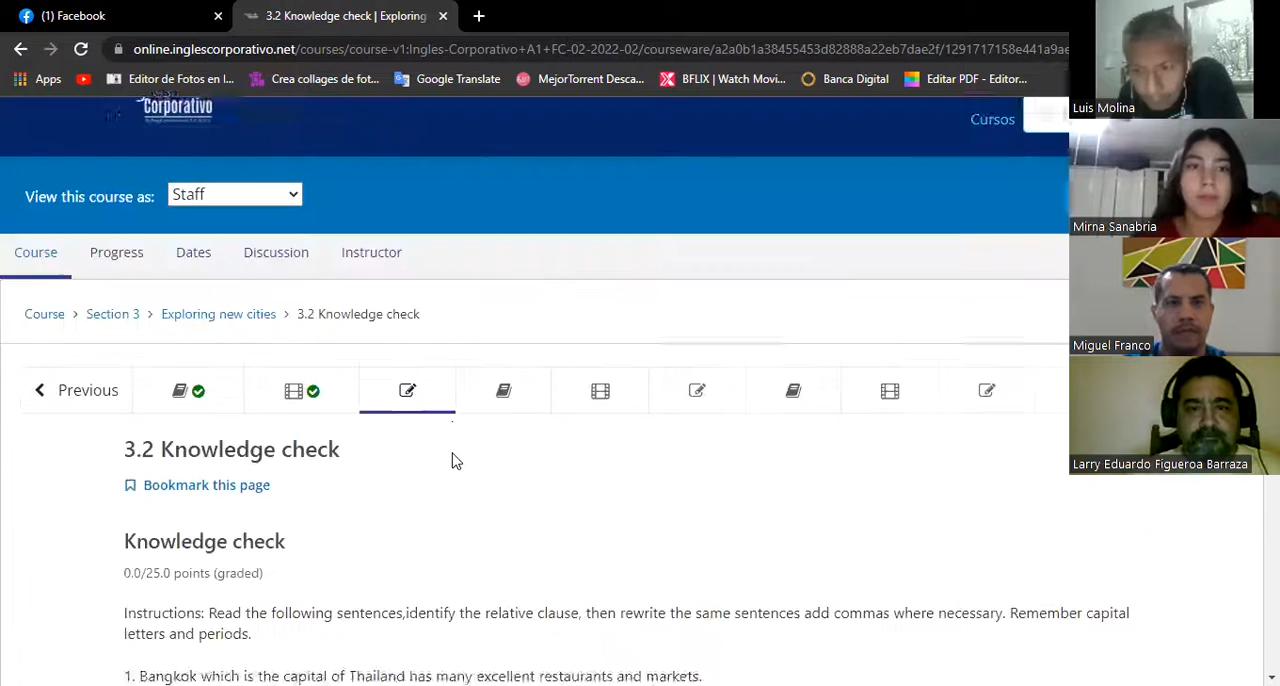 (1) Facebook
3.2 Knowledge check | Exploring
online.inglescorporativo.net/courses/course-v1:Ingles-Corporativo+A1+FC-02-2022-02/courseware/a2a0b1a38455453d82888a22eb7dae2f/1291717158e441a9ae
Apps
Editor de Fotos en l...
Crea collages de fot...
Google Translate
MejorTorrent Desca...
BFLIX | Watch Movi...
Banca Digital
Editar PDF - Editor...
Corporativo
Cursos
View this course as:
Staff
Course
Progress
Dates
Discussion
Instructor
Course > Section 3 > Exploring new cities > 3.2 Knowledge check
Previous
3.2 Knowledge check
Bookmark this page
Knowledge check
0.0/25.0 points (graded)
Instructions: Read the following sentences,identify the relative clause, then rewrite the same sentences add commas where necessary. Remember capital
letters and periods.
1. Bangkok which is the capital of Thailand has many excellent restaurants and markets.
Luis Molina
Mirna Sanabria
Miguel Franco
Larry Eduardo Figueroa Barraza